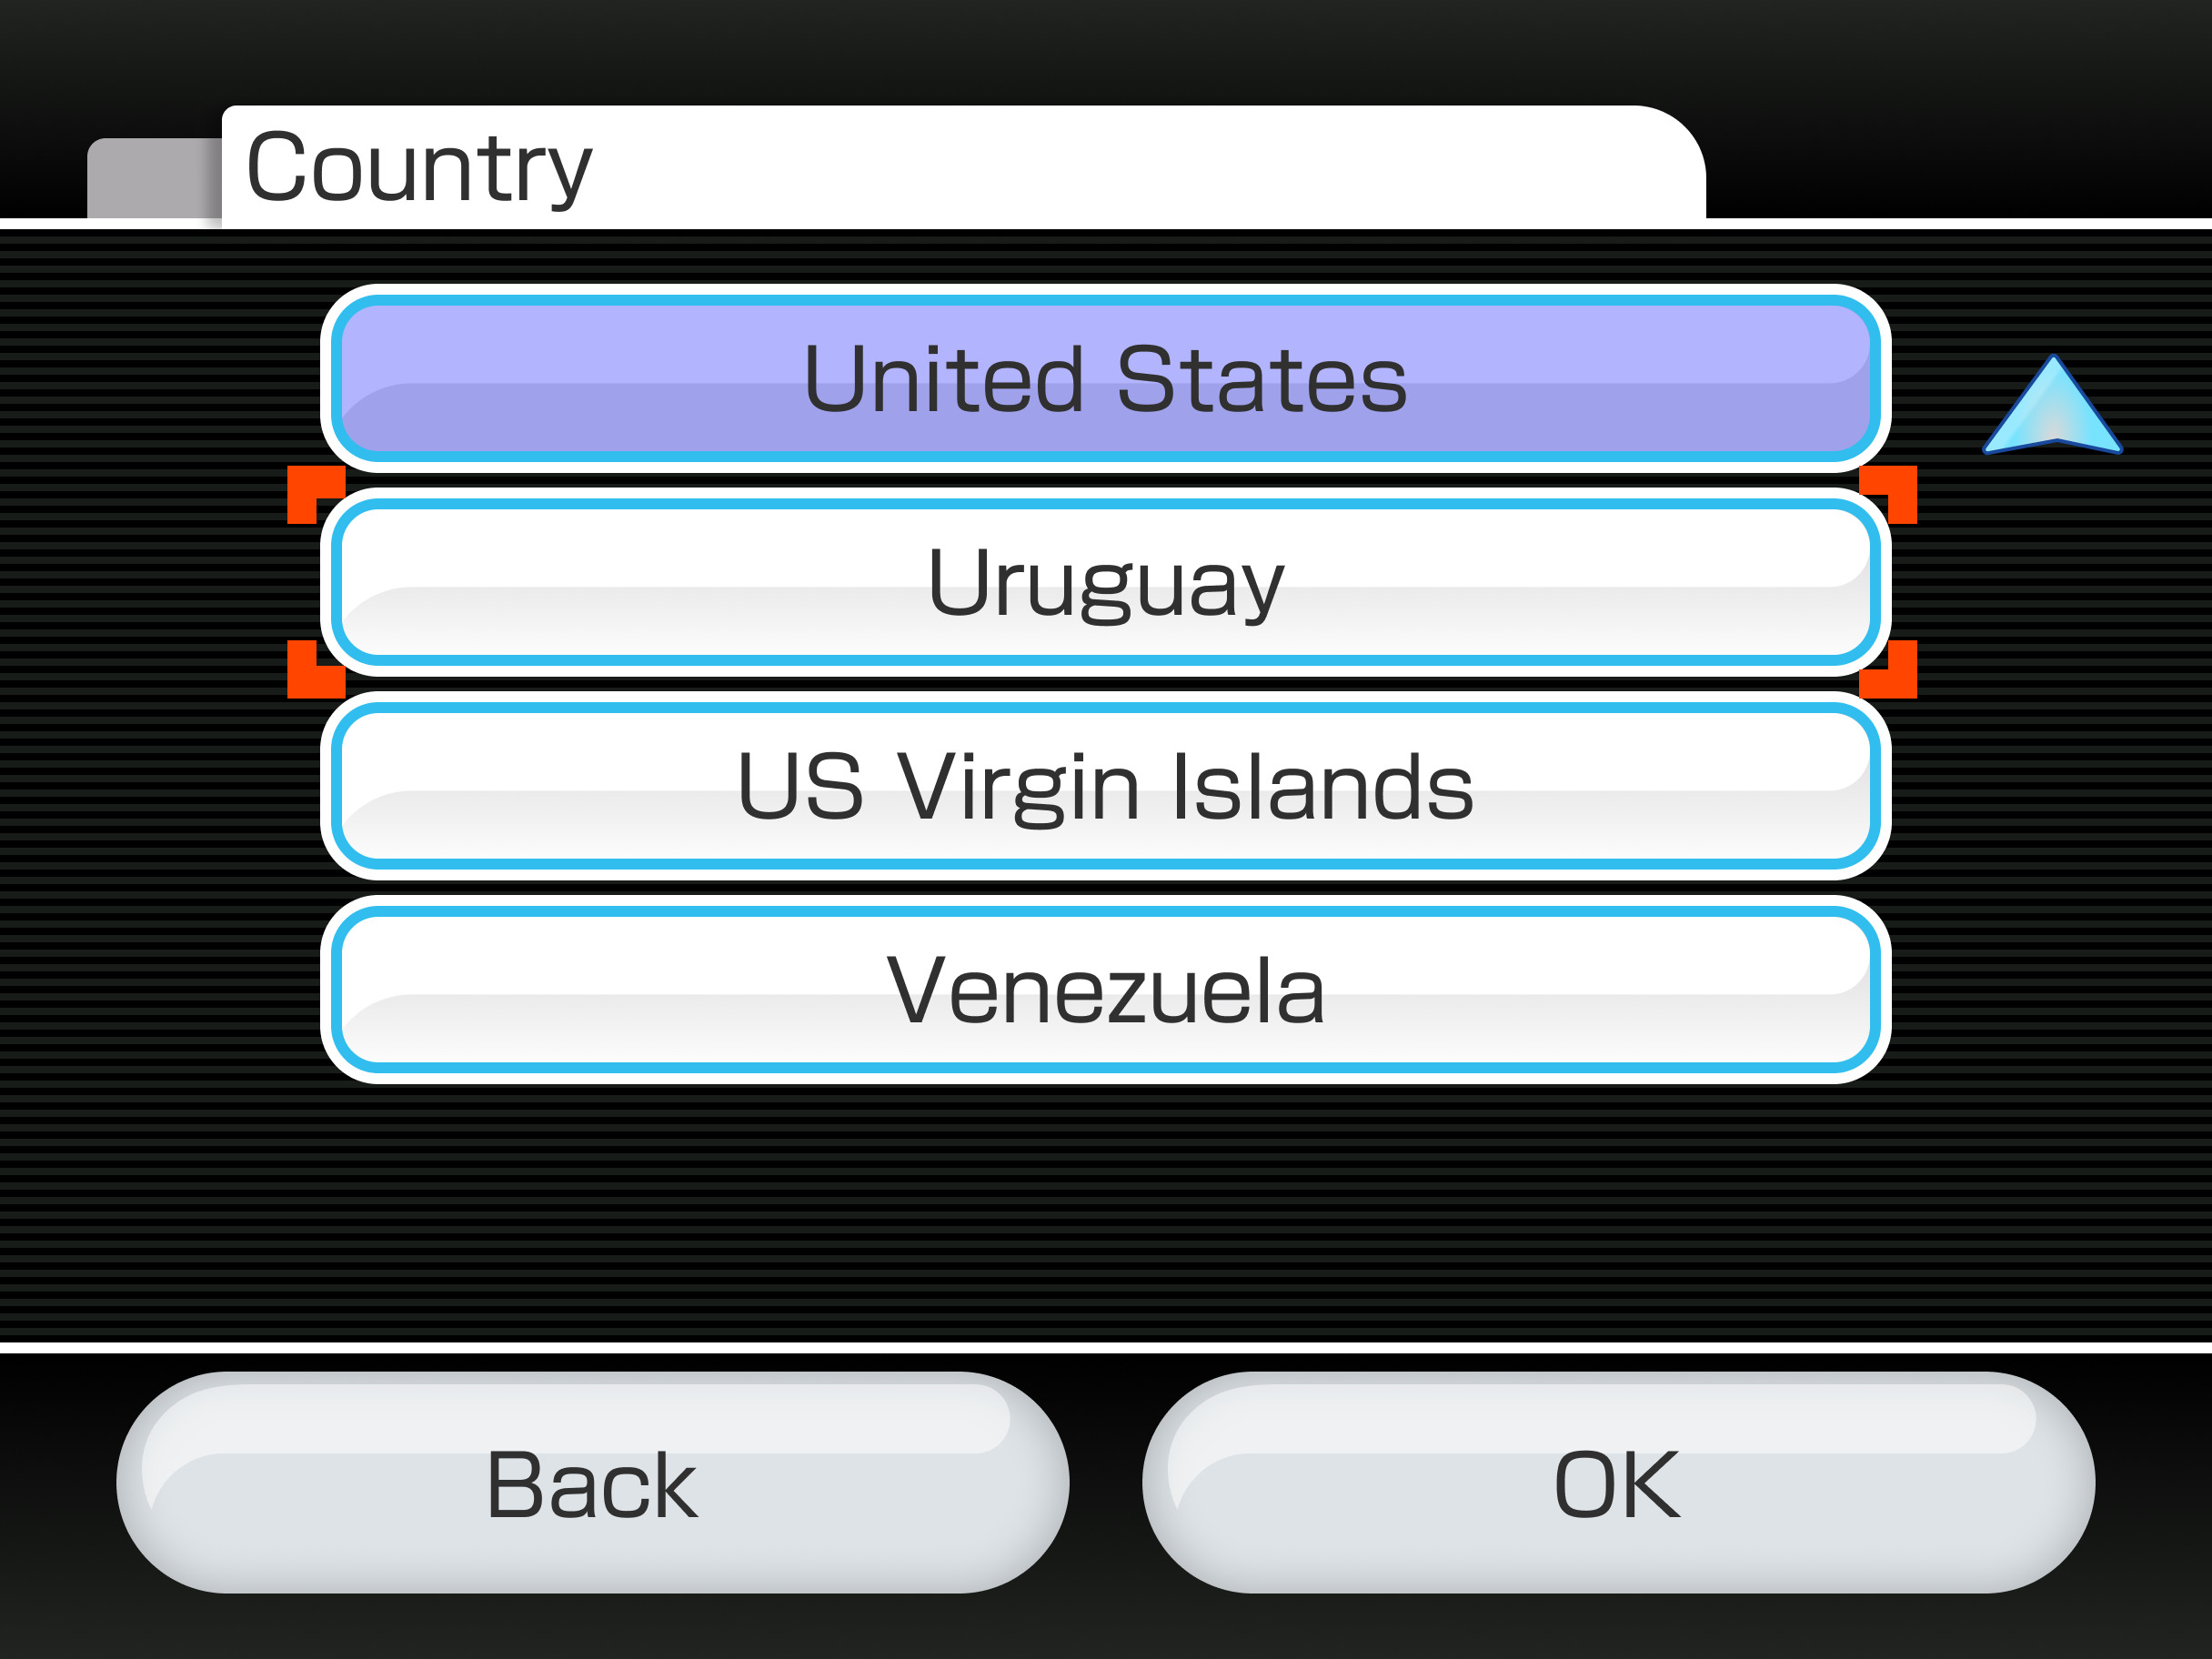 Country
United States
Uruguay
US Virgin Islands
Venezuela
Back
OK